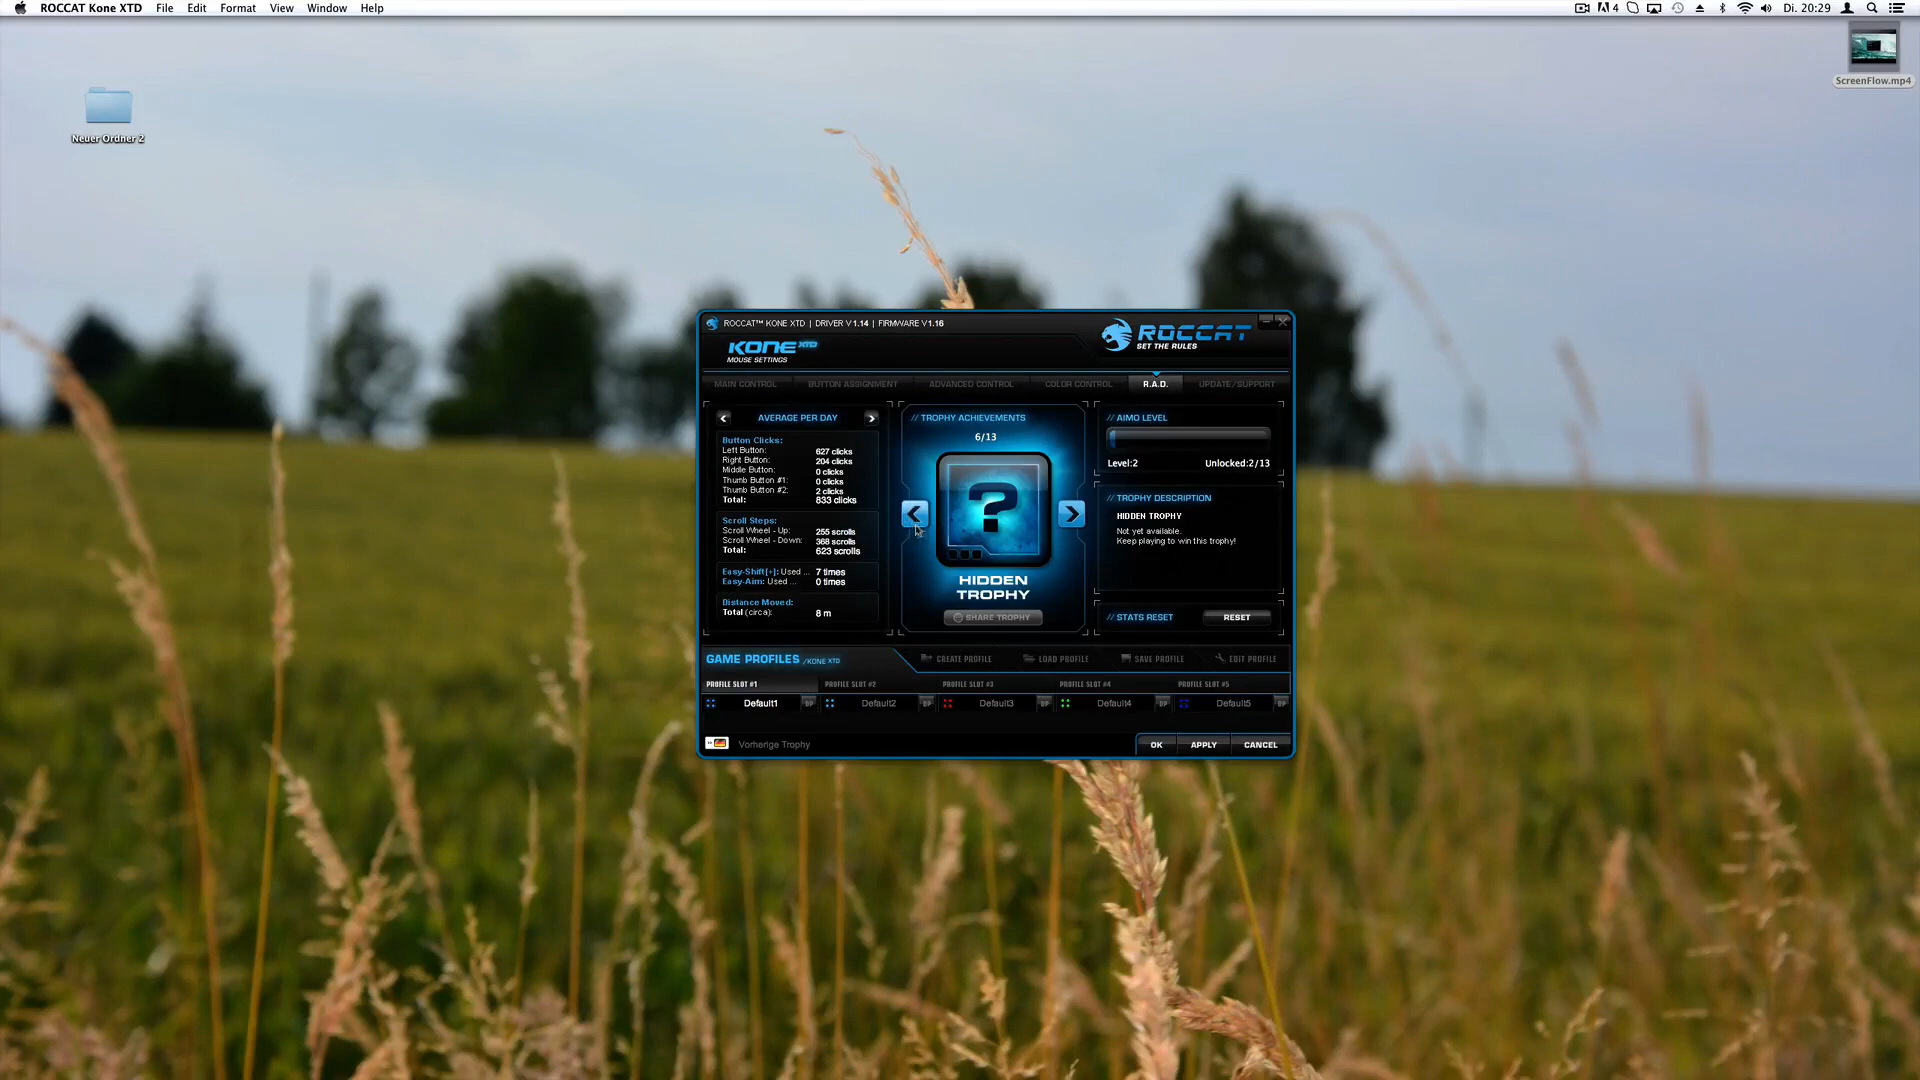 ROCCAT Kone XTD File Edit Format View Window Help
4 Di. 20:29
ScreenFlow.mp4
Neuer Ordner 2
ROCCAT™ KONE XTD | DRIVER V1.14 | FIRMWARE V1.16
KONE XTD
MOUSE SETTINGS
ROCCAT
SET THE RULES
MAIN CONTROL BUTTON ASSIGNMENT ADVANCED CONTROL COLOR CONTROL R.A.D. UPDATE/SUPPORT
AVERAGE PER DAY
Button Clicks:
Left Button: 627 clicks
Right Button: 204 clicks
Middle Button: 0 clicks
Thumb Button #1: 0 clicks
Thumb Button #2: 2 clicks
Total: 833 clicks
Scroll Steps:
Scroll Wheel - Up: 255 scrolls
Scroll Wheel - Down: 368 scrolls
Total: 623 scrolls
Easy-Shift[+]: Used ... 7 times
Easy-Aim: Used ... 0 times
Distance Moved:
Total (circa): 8 m
// TROPHY ACHIEVEMENTS
6/13
?
HIDDEN
TROPHY
SHARE TROPHY
// AIMO LEVEL
Level:2 Unlocked:2/13
// TROPHY DESCRIPTION
HIDDEN TROPHY
Not yet available.
Keep playing to win this trophy!
// STATS RESET RESET
GAME PROFILES /KONE XTD CREATE PROFILE LOAD PROFILE SAVE PROFILE EDIT PROFILE
PROFILE SLOT #1 PROFILE SLOT #2 PROFILE SLOT #3 PROFILE SLOT #4 PROFILE SLOT #5
Default1 Default2 Default3 Default4 Default5
Vorherige Trophy
OK APPLY CANCEL